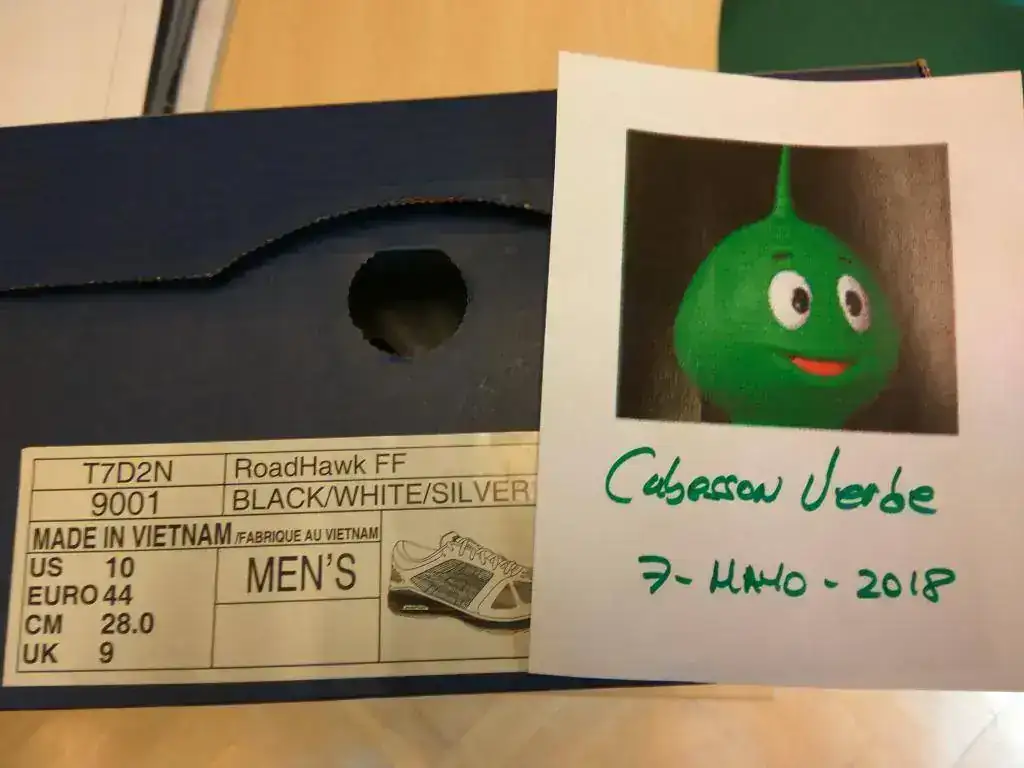 T7D2N RoadHawk FF
9001 BLACK/WHITE/SILVER
MADE IN VIETNAM/FABRIQUE AU VIETNAM
US 10
EURO 44
CM 28.0
UK 9
MEN'S
Cabesson Verde
7-MAYO-2018